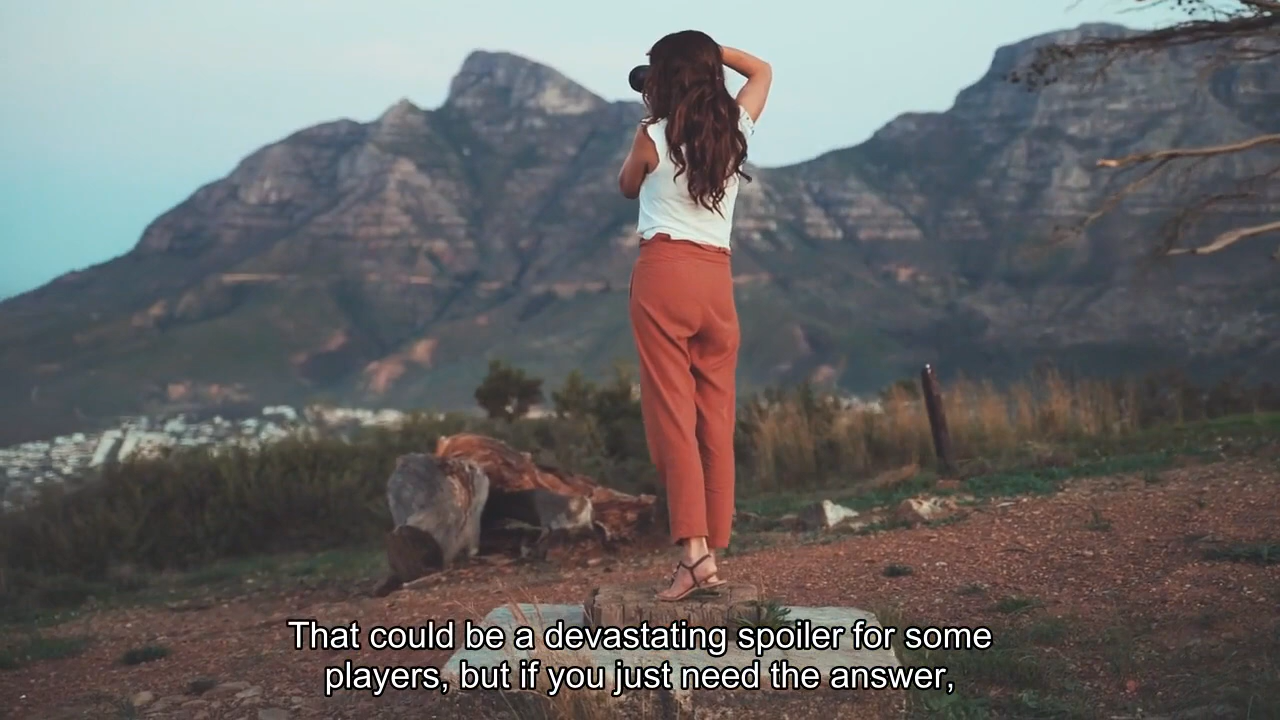 That could be a devastating spoiler for some
players, but if you just need the answer,